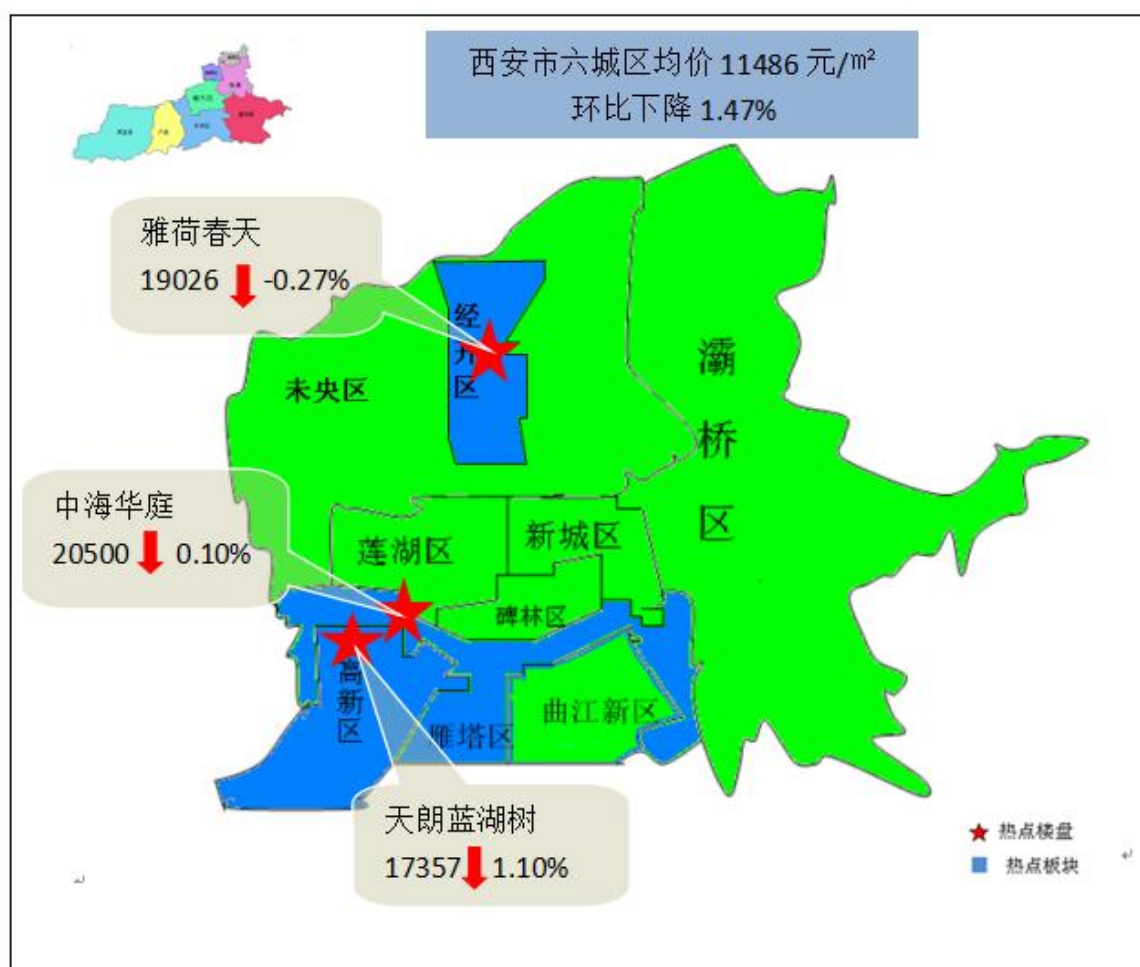 西安市六城区均价 11486 元/㎡
环比下降 1.47%
雅荷春天
19026 -0.27%
经开区
灞桥区
未央区
中海华庭
20500 0.10%
莲湖区
新城区
碑林区
高新区
雁塔区
曲江新区
天朗蓝湖树
17357 1.10%
热点楼盘
热点板块